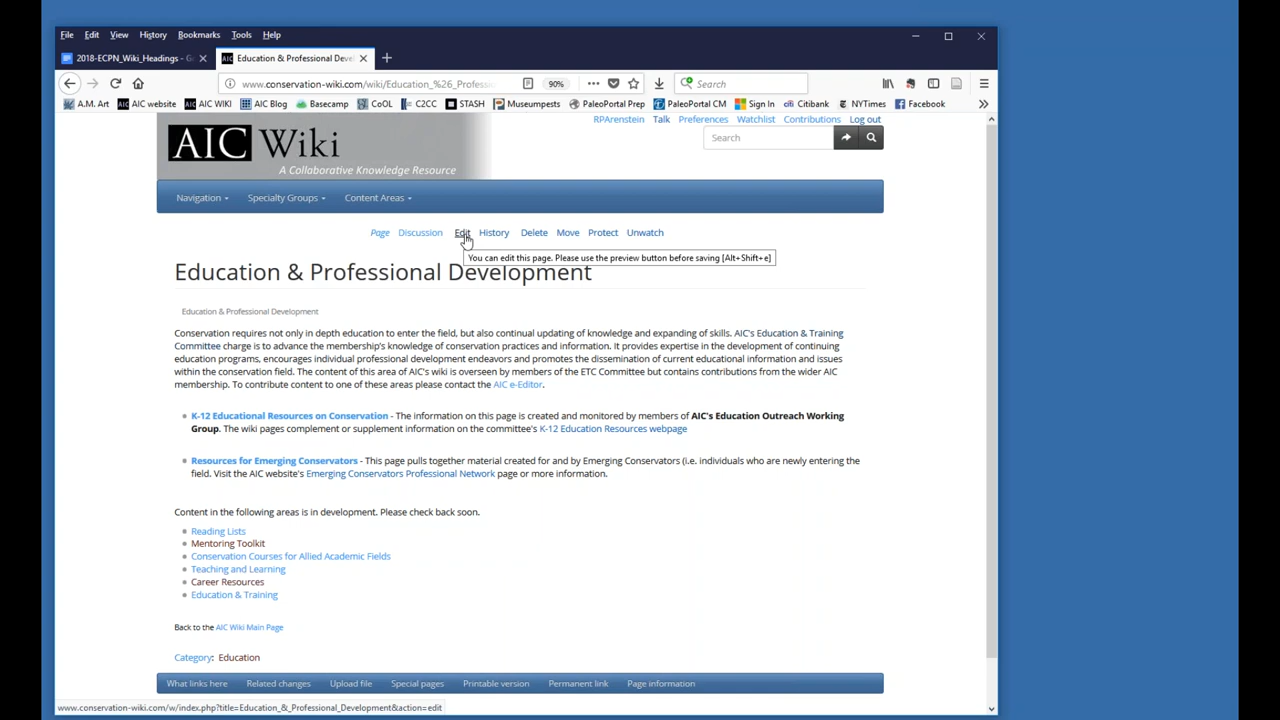 File Edit View History Bookmarks Tools Help
2018-ECPN_Wiki_Headings - G
AIC Education & Professional Devel
www.conservation-wiki.com/wiki/Education_%26_Professi
90%
Search
A.M. Art AIC website AIC WIKI AIC Blog Basecamp CoOL C2CC STASH Museumpests PaleoPortal Prep PaleoPortal CM Sign In Citibank NYTimes Facebook
RPArenstein Talk Preferences Watchlist Contributions Log out
AIC Wiki
A Collaborative Knowledge Resource
Search
Navigation Specialty Groups Content Areas
Page Discussion Edit History Delete Move Protect Unwatch
You can edit this page. Please use the preview button before saving [Alt+Shift+e]
Education & Professional Development
Education & Professional Development
Conservation requires not only in depth education to enter the field, but also continual updating of knowledge and expanding of skills. AIC's Education & Training
Committee charge is to advance the membership's knowledge of conservation practices and information. It provides expertise in the development of continuing
education programs, encourages individual professional development endeavors and promotes the dissemination of current educational information and issues
within the conservation field. The content of this area of AIC's wiki is overseen by members of the ETC Committee but contains contributions from the wider AIC
membership. To contribute content to one of these areas please contact the AIC e-Editor.
K-12 Educational Resources on Conservation - The information on this page is created and monitored by members of AIC's Education Outreach Working
Group. The wiki pages complement or supplement information on the committee's K-12 Education Resources webpage
Resources for Emerging Conservators - This page pulls together material created for and by Emerging Conservators (i.e. individuals who are newly entering the
field. Visit the AIC website's Emerging Conservators Professional Network page or more information.
Content in the following areas is in development. Please check back soon.
Reading Lists
Mentoring Toolkit
Conservation Courses for Allied Academic Fields
Teaching and Learning
Career Resources
Education & Training
Back to the AIC Wiki Main Page
Category: Education
What links here Related changes Upload file Special pages Printable version Permanent link Page information
www.conservation-wiki.com/w/index.php?title=Education_&_Professional_Development&action=edit